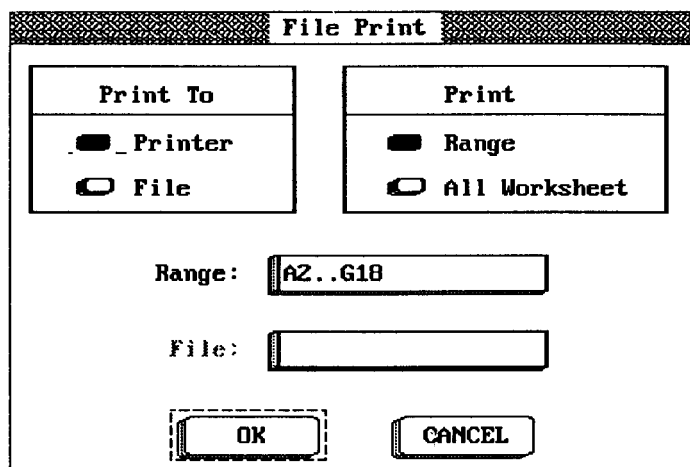 File Print
Print To
Printer
File
Print
Range
All Worksheet
Range: A2..G18
File:
OK CANCEL